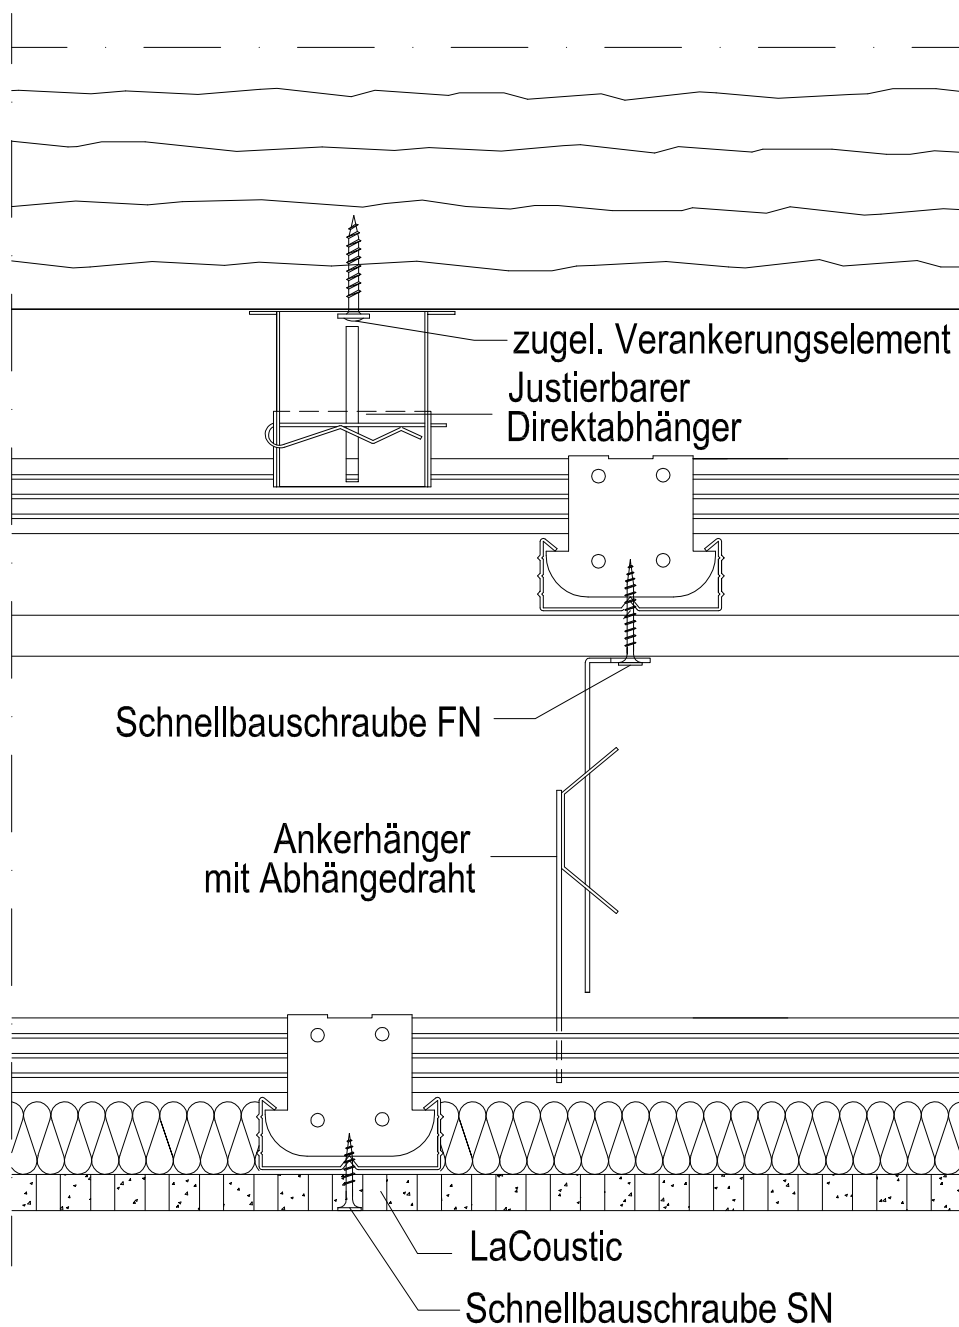 zugel. Verankerungselement
Justierbarer
Direktabhänger
Schnellbauschraube FN
Ankerhänger
mit Abhängedraht
LaCoustic
Schnellbauschraube SN